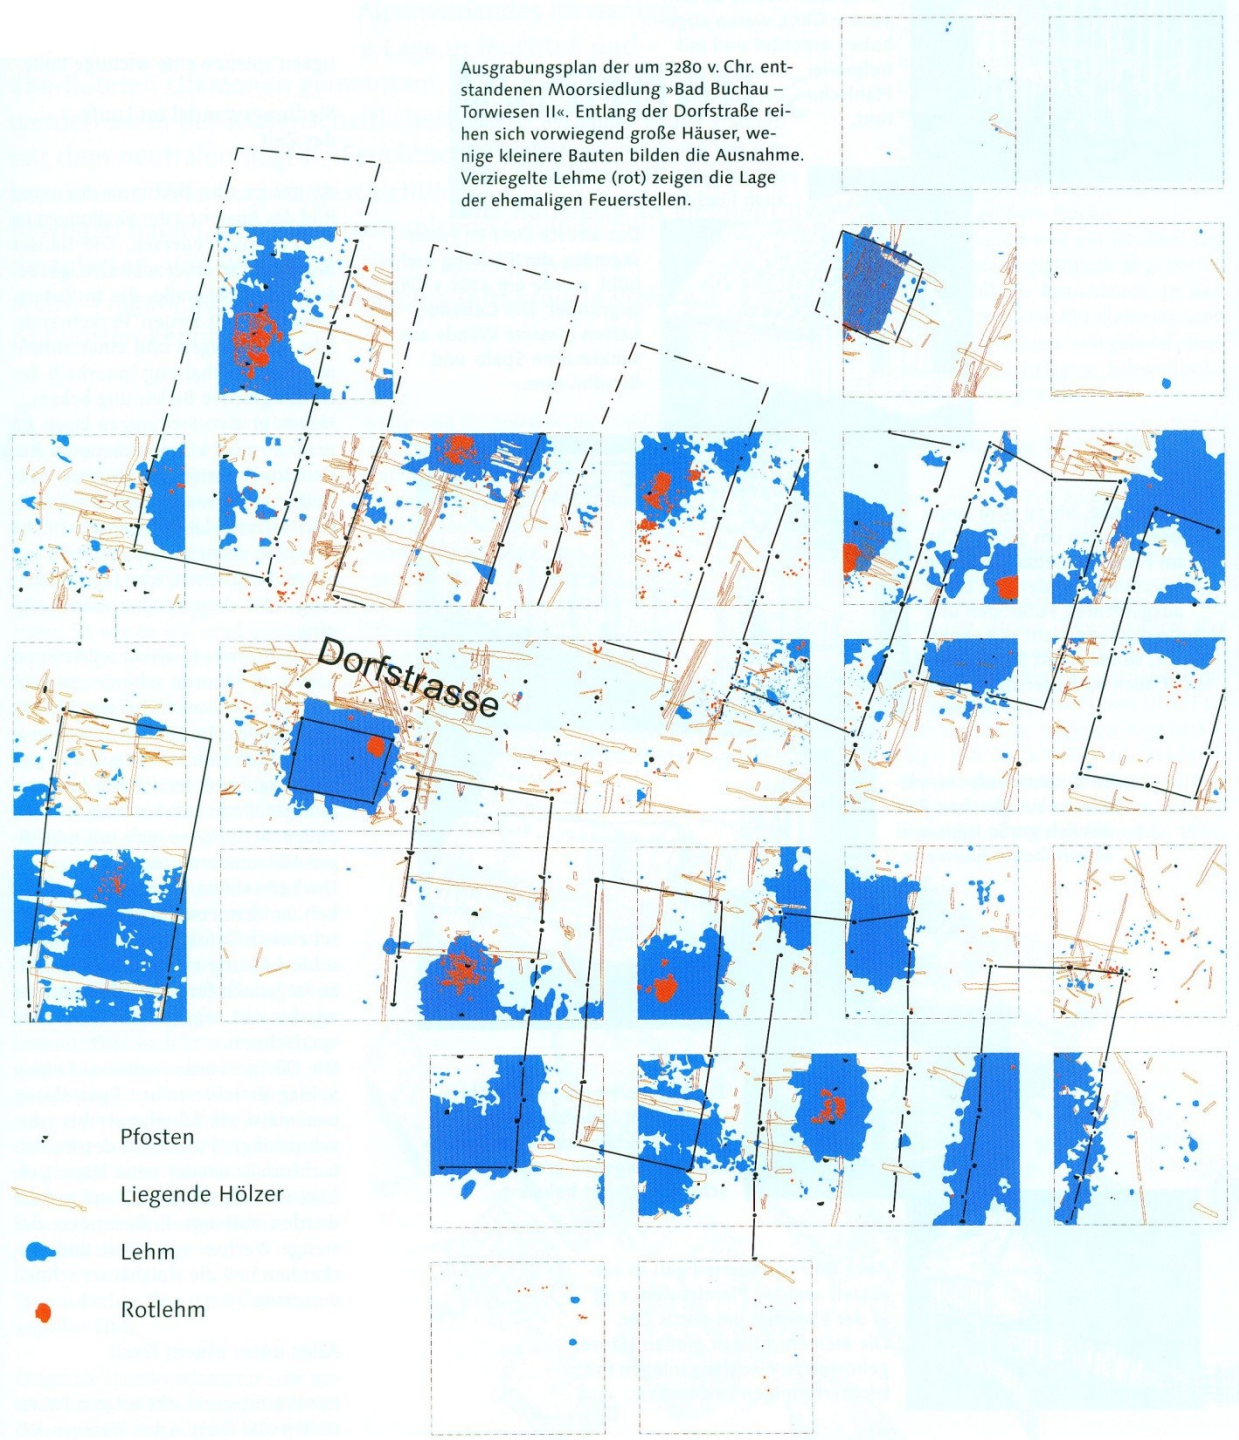 Ausgrabungsplan der um 3280 v. Chr. ent-
standenen Moorsiedlung »Bad Buchau –
Torwiesen II«. Entlang der Dorfstraße rei-
hen sich vorwiegend große Häuser, we-
nige kleinere Bauten bilden die Ausnahme.
Verziegelte Lehme (rot) zeigen die Lage
der ehemaligen Feuerstellen.
Dorfstrasse
Pfosten
Liegende Hölzer
Lehm
Rotlehm